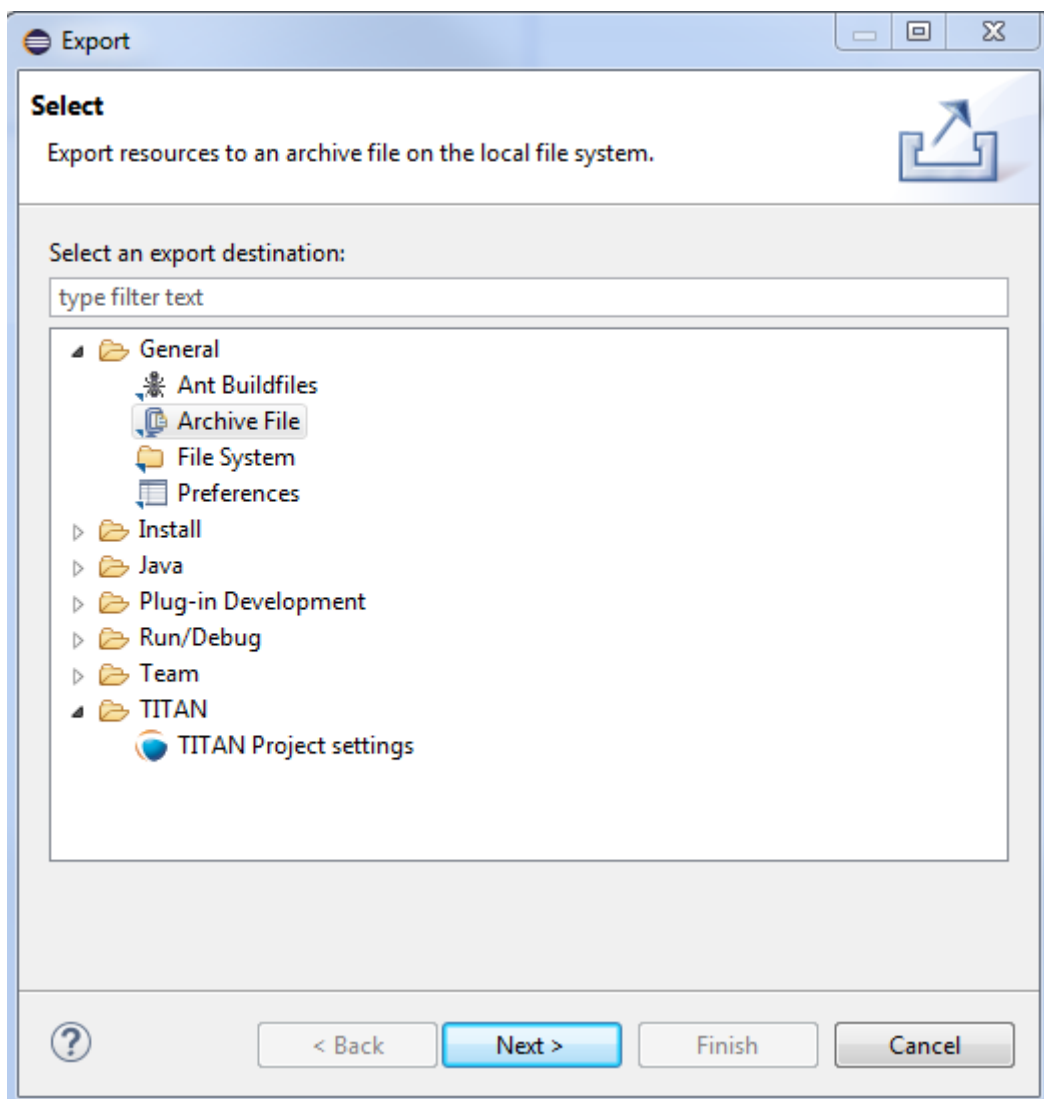 Export
Select
Export resources to an archive file on the local file system.
Select an export destination:
type filter text
General
Ant Buildfiles
Archive File
File System
Preferences
Install
Java
Plug-in Development
Run/Debug
Team
TITAN
TITAN Project settings
? < Back Next > Finish Cancel